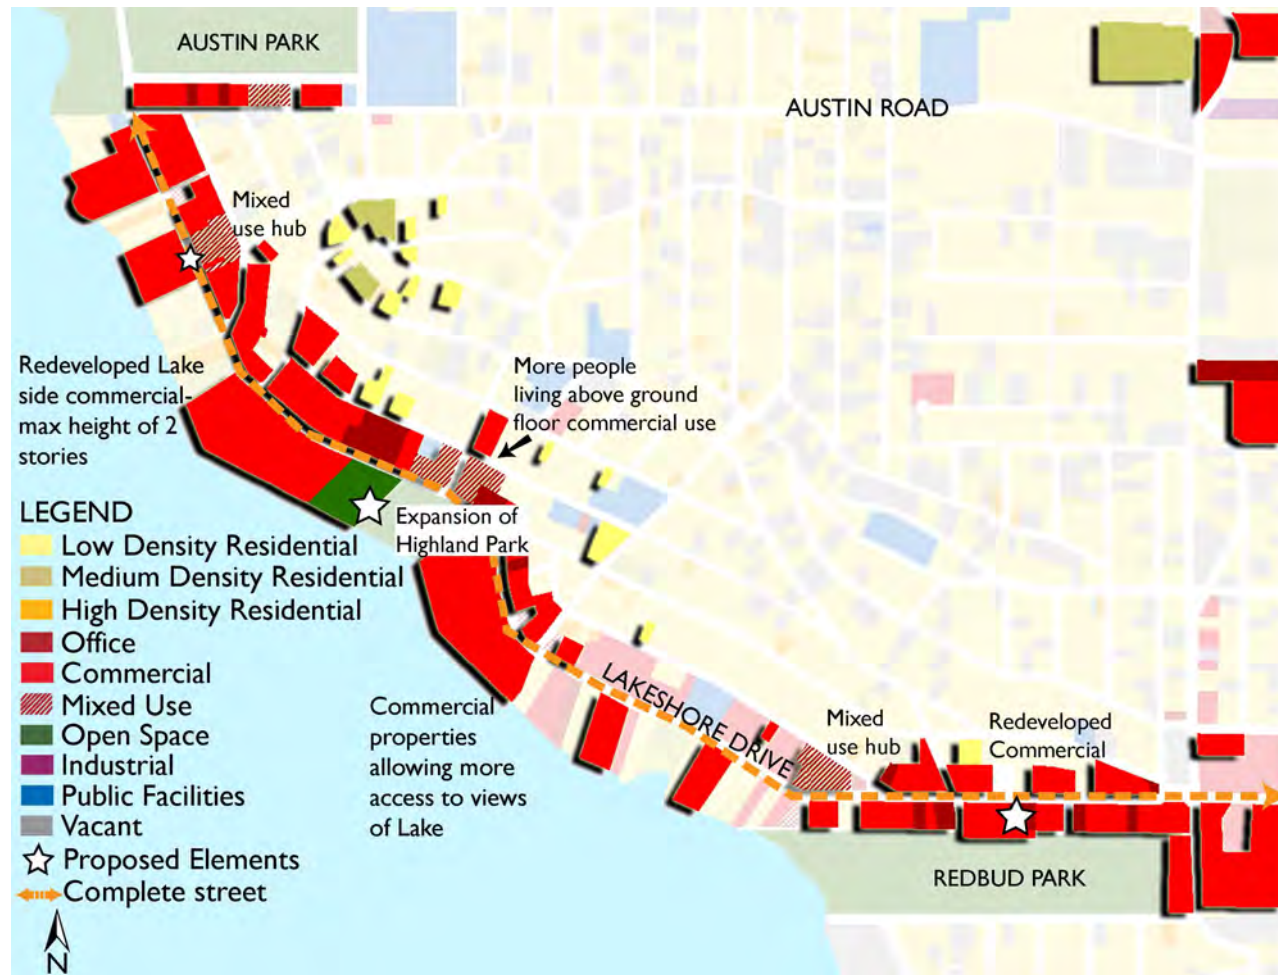 AUSTIN PARK
AUSTIN ROAD
Mixed
use hub
Redeveloped Lake
side commercial-
max height of 2
stories
More people
living above ground
floor commercial use
Expansion of
Highland Park
LEGEND
Low Density Residential
Medium Density Residential
High Density Residential
Office
Commercial
Mixed Use
Open Space
Industrial
Public Facilities
Vacant
Proposed Elements
Complete street
N
Commercial
properties
allowing more
access to views
of Lake
LAKESHORE DRIVE
Mixed
use hub
Redeveloped
Commercial
REDBUD PARK